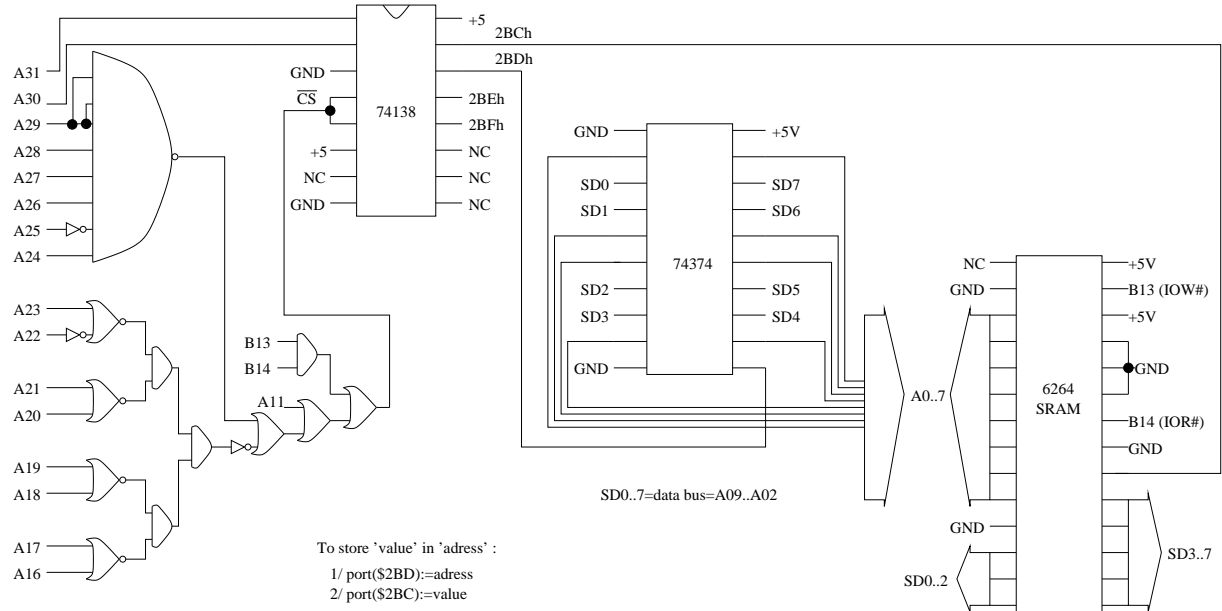 A31
A30
A29
A28
A27
A26
A25
A24
A23
A22
A21
A20
A19
A18
A17
A16
B13
B14
A11
GND
CS
+5
NC
GND
74138
+5
2BCh
2BDh
2BEh
2BFh
NC
NC
NC
GND
SD0
SD1
SD2
SD3
GND
74374
+5V
SD7
SD6
SD5
SD4
A0..7
NC
GND
GND
SD0..2
6264
SRAM
+5V
B13 (IOW#)
+5V
GND
B14 (IOR#)
GND
SD3..7
SD0..7=data bus=A09..A02
To store 'value' in 'adress' :
1/ port($2BD):=adress
2/ port($2BC):=value